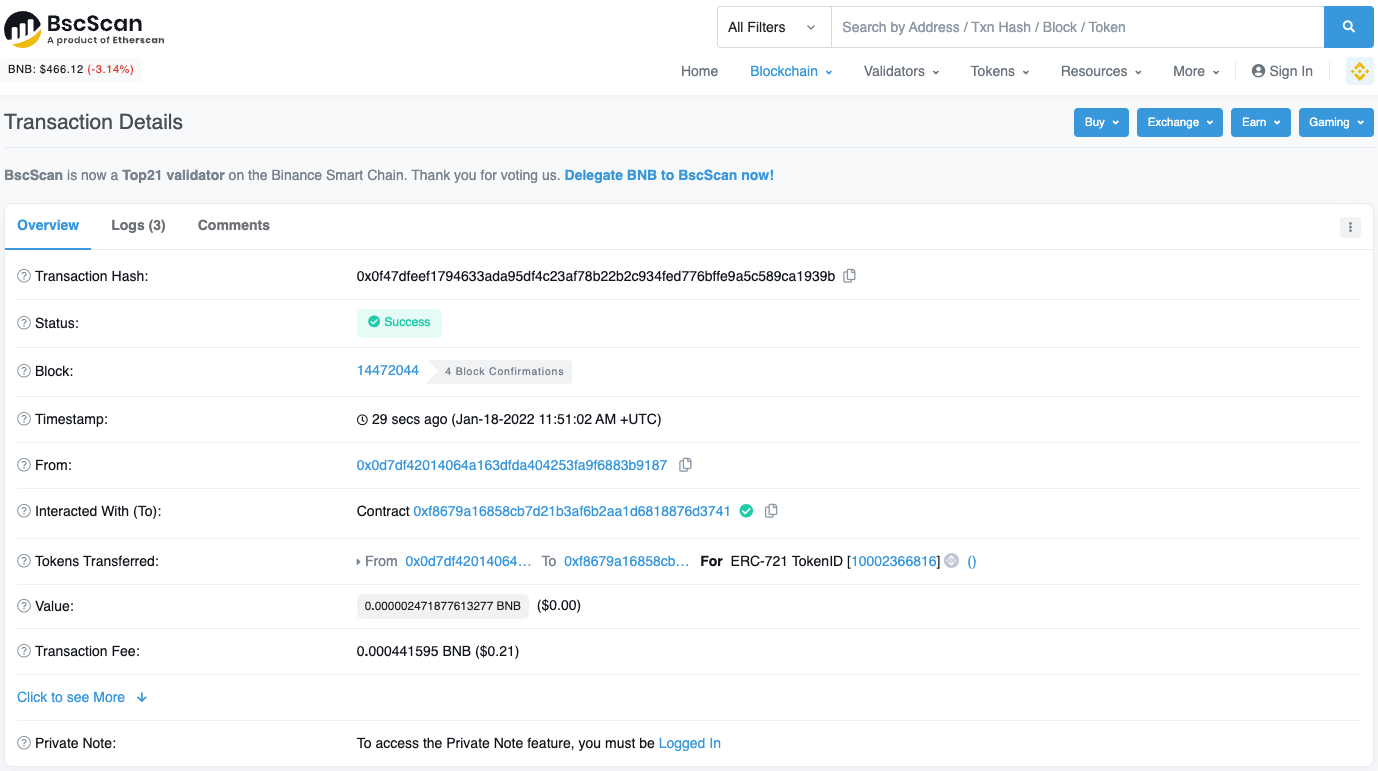 BscScan
A product of Etherscan
All Filters
Search by Address / Txn Hash / Block / Token
BNB: $466.12 (-3.14%)
Home Blockchain Validators Tokens Resources More Sign In
Transaction Details
Buy Exchange Earn Gaming
BscScan is now a Top21 validator on the Binance Smart Chain. Thank you for voting us. Delegate BNB to BscScan now!
Overview Logs (3) Comments
Transaction Hash: 0x0f47dfeef1794633ada95df4c23af78b22b2c934fed776bffe9a5c589ca1939b
Status: Success
Block: 14472044 4 Block Confirmations
Timestamp: 29 secs ago (Jan-18-2022 11:51:02 AM +UTC)
From: 0x0d7df42014064a163dfda404253fa9f6883b9187
Interacted With (To): Contract 0xf8679a16858cb7d21b3af6b2aa1d6818876d3741
Tokens Transferred: From 0x0d7df42014064… To 0xf8679a16858cb… For ERC-721 TokenID [10002366816] ()
Value: 0.000002471877613277 BNB ($0.00)
Transaction Fee: 0.000441595 BNB ($0.21)
Click to see More
Private Note: To access the Private Note feature, you must be Logged In